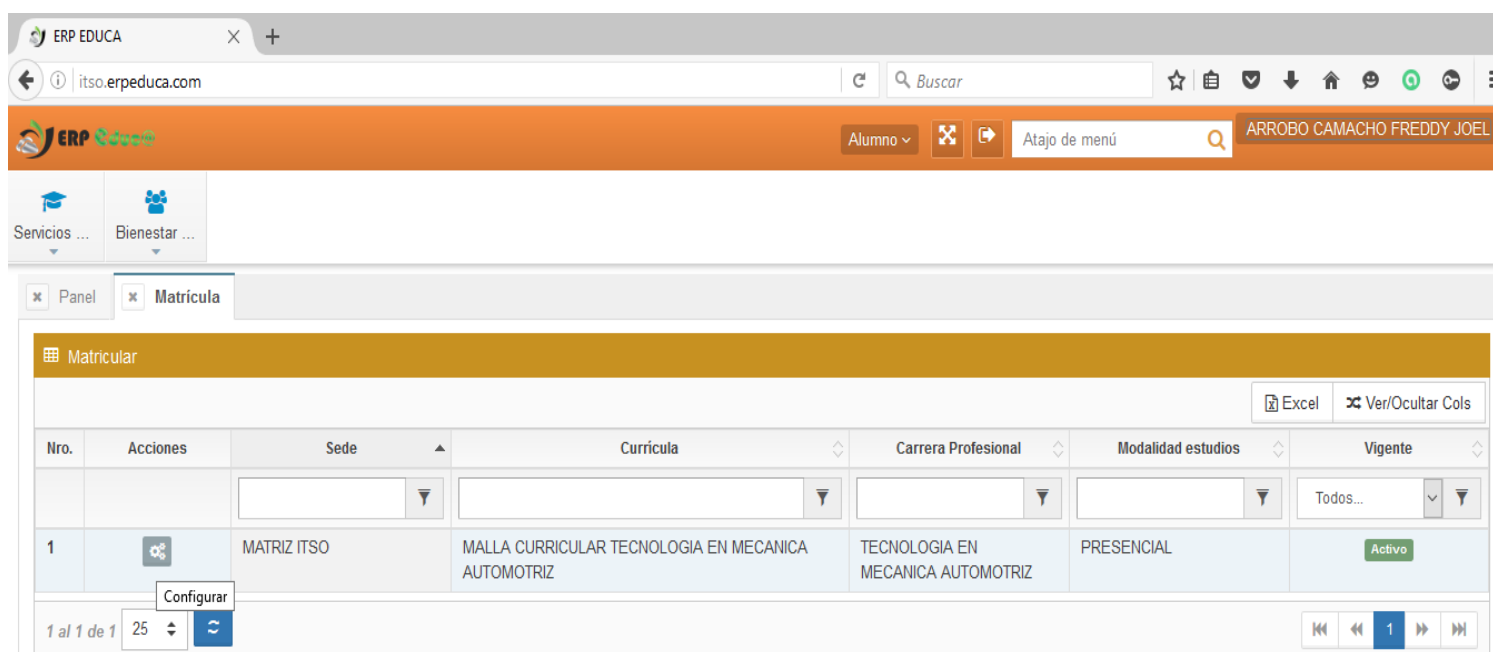 ERP EDUCA
itso.erpeduca.com
Buscar
ERP Educ@
Alumno
Atajo de menú
ARROBO CAMACHO FREDDY JOEL
Servicios ...
Bienestar ...
Panel
Matrícula
Matricular
Excel
Ver/Ocultar Cols
Nro. Acciones Sede Currícula Carrera Profesional Modalidad estudios Vigente
Todos...
1 MATRIZ ITSO MALLA CURRICULAR TECNOLOGIA EN MECANICA TECNOLOGIA EN PRESENCIAL Activo
AUTOMOTRIZ MECANICA AUTOMOTRIZ
Configurar
1 al 1 de 1 25 1